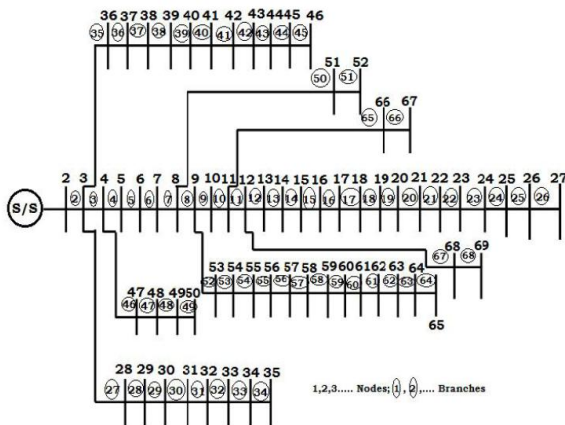 36 37 38 39 40 41 42 43 44 45 46
35 36 37 38 39 40 41 42 43 44 45
51 52
50 51
66 67
65 66
2 3 4 5 6 7 8 9 10 11 12 13 14 15 16 17 18 19 20 21 22 23 24 25 26 27
S/S
2 3 4 5 6 7 8 9 10 11 12 13 14 15 16 17 18 19 20 21 22 23 24 25 26
68 69
67 68
53 54 55 56 57 58 59 60 61 62 63 64
52 53 54 55 56 57 58 59 60 61 62 63 64
65
47 48 49 50
46 47 48 49
28 29 30 31 32 33 34 35
27 28 29 30 31 32 33 34
1,2,3..... Nodes; 1 , 2 ,.... Branches